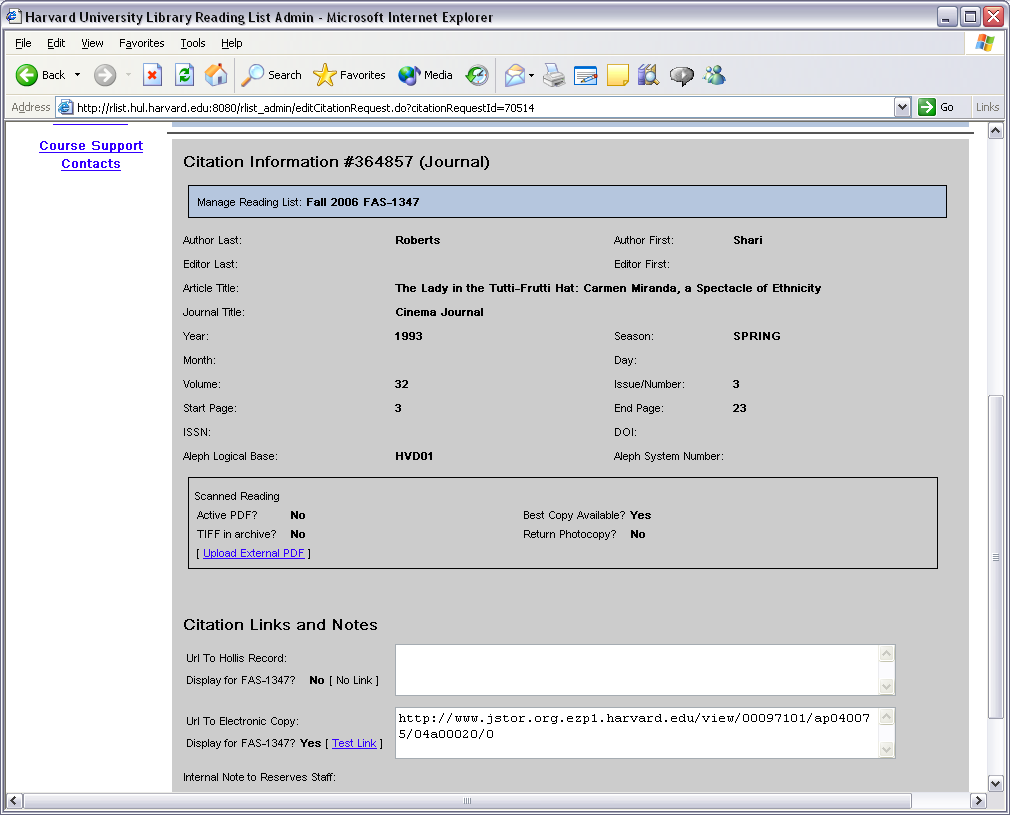 Harvard University Library Reading List Admin - Microsoft Internet Explorer
File Edit View Favorites Tools Help
Back Search Favorites Media
Address http://rlist.hul.harvard.edu:8080/rlist_admin/editCitationRequest.do?citationRequestId=70514 Go Links
Course Support
Contacts
Citation Information #364857 (Journal)
Manage Reading List: Fall 2006 FAS-1347
Author Last: Roberts Author First: Shari
Editor Last: Editor First:
Article Title: The Lady in the Tutti-Frutti Hat: Carmen Miranda, a Spectacle of Ethnicity
Journal Title: Cinema Journal
Year: 1993 Season: SPRING
Month: Day:
Volume: 32 Issue/Number: 3
Start Page: 3 End Page: 23
ISSN: DOI:
Aleph Logical Base: HVD01 Aleph System Number:
Scanned Reading
Active PDF? No Best Copy Available? Yes
TIFF in archive? No Return Photocopy? No
[ Upload External PDF ]
Citation Links and Notes
Url To Hollis Record:
Display for FAS-1347? No [ No Link ]
Url To Electronic Copy:
http://www.jstor.org.ezp1.harvard.edu/view/00097101/ap04007
5/04a00020/0
Display for FAS-1347? Yes [ Test Link ]
Internal Note to Reserves Staff: